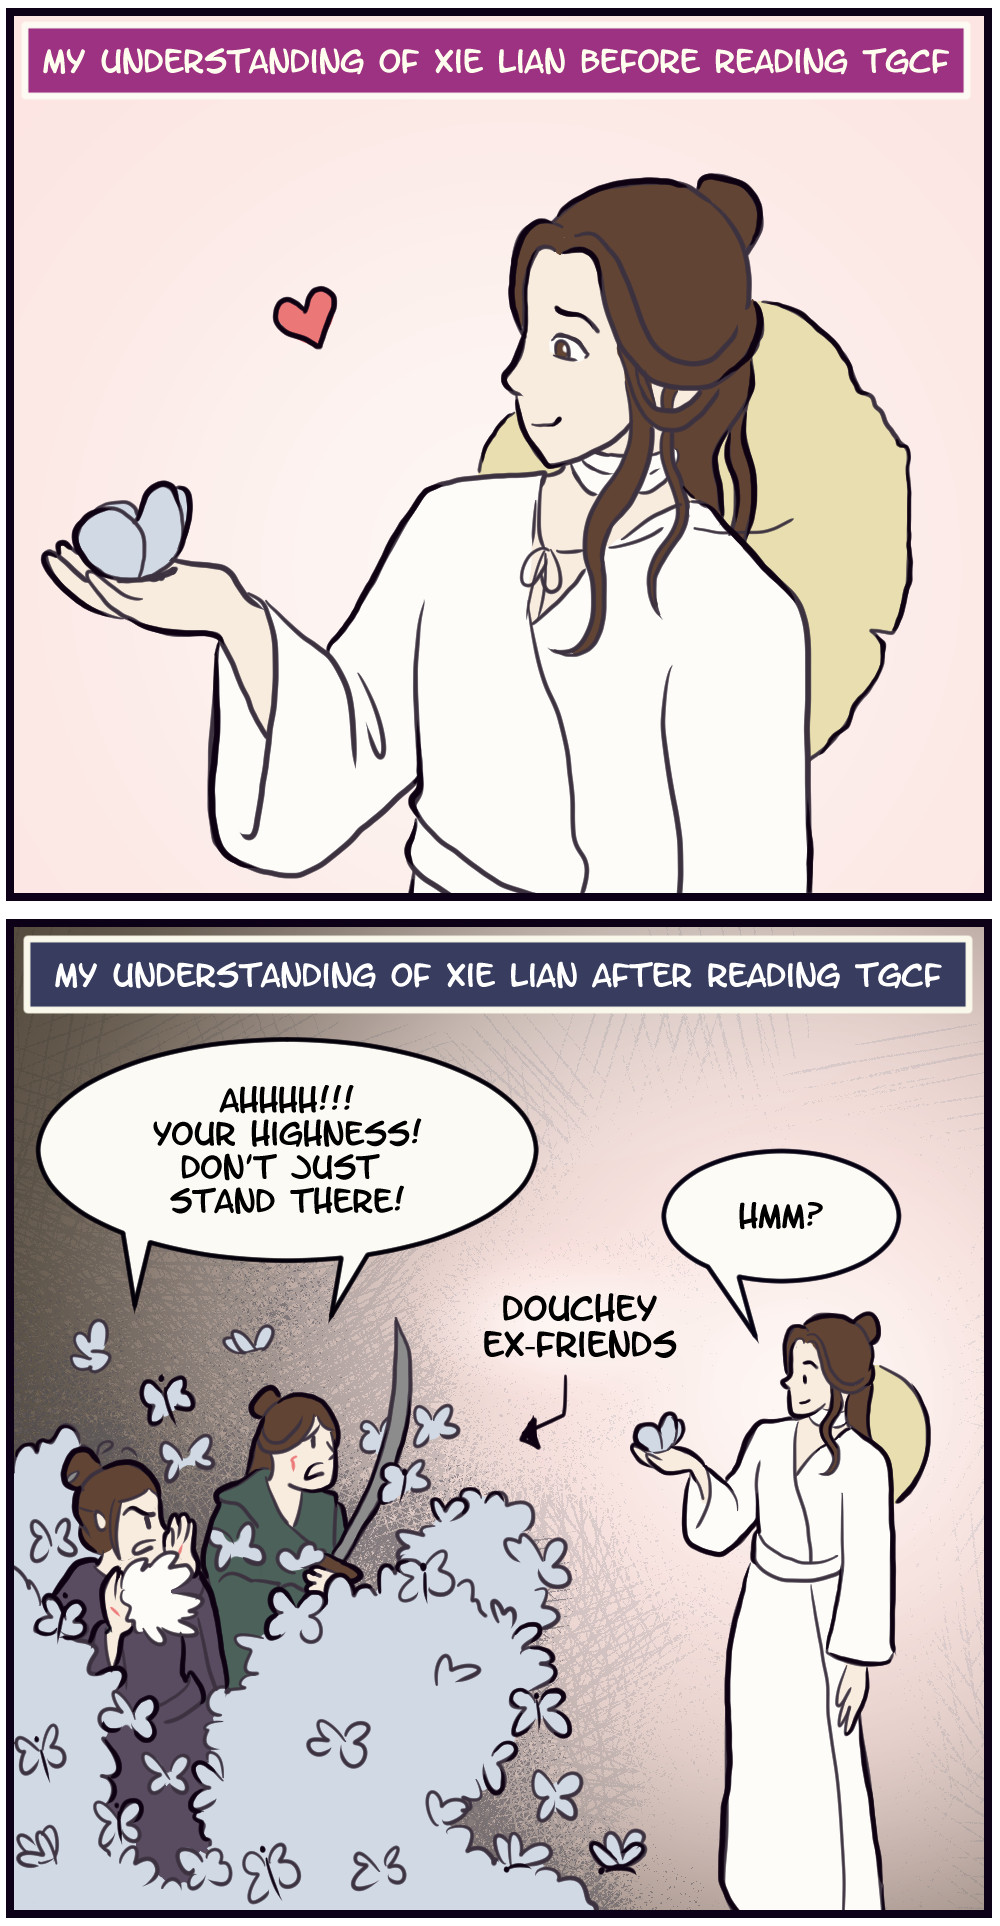 MY UNDERSTANDING OF XIE LIAN BEFORE READING TGCF
MY UNDERSTANDING OF XIE LIAN AFTER READING TGCF
AHHHH!!!
YOUR HIGHNESS!
DON'T JUST
STAND THERE!
HMM?
DOUCHEY
EX-FRIENDS